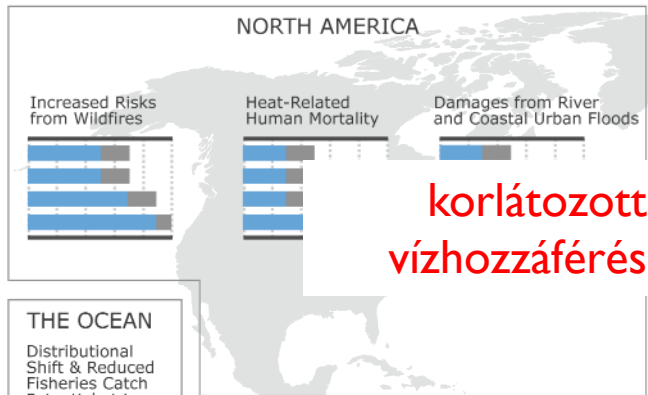 NORTH AMERICA
Increased Risks
from Wildfires
Heat-Related
Human Mortality
Damages from River
and Coastal Urban Floods
korlátozott
vízhozzáférés
THE OCEAN
Distributional
Shift & Reduced
Fisheries Catch